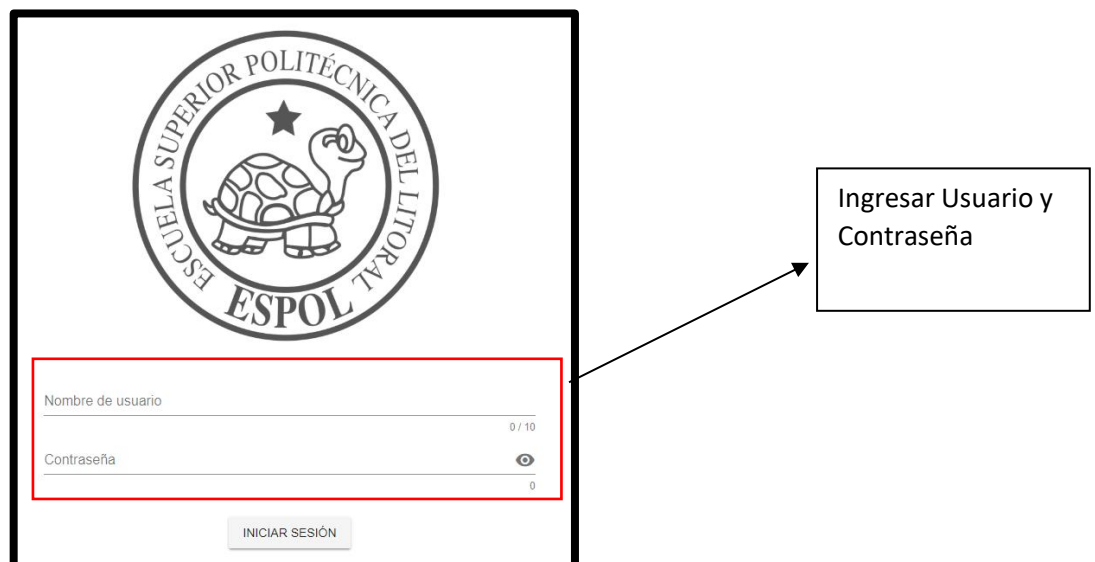 ESCUELA SUPERIOR POLITÉCNICA DEL LITORAL
ESPOL
Ingresar Usuario y
Contraseña
Nombre de usuario
0 / 10
Contraseña
0
INICIAR SESIÓN